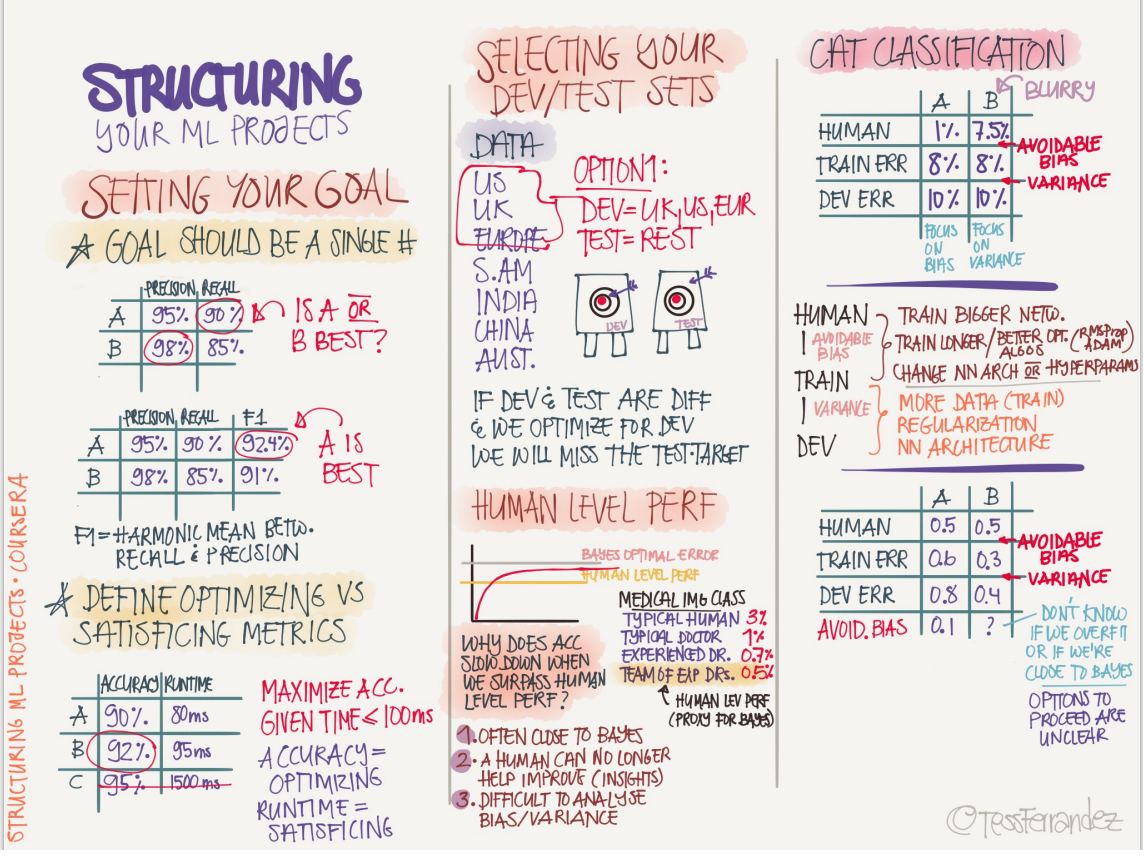 STRUCTURING
YOUR ML PROJECTS
SETTING YOUR GOAL
☆ GOAL SHOULD BE A SINGLE #
PRECISION RECALL
A 95% 90%
B 98% 85%
IS A OR
B BEST?
PRECISION RECALL F1
A 95% 90% 92.4%
B 98% 85% 91%
A IS
BEST
F1 = HARMONIC MEAN BETW.
RECALL & PRECISION
☆ DEFINE OPTIMIZING VS
SATISFICING METRICS
ACCURACY RUNTIME
A 90% 80ms
B 92% 95ms
C 95% 1500ms
MAXIMIZE ACC.
GIVEN TIME ≤ 100ms
ACCURACY =
OPTIMIZING
RUNTIME =
SATISFICING
STRUCTURING ML PROJECTS • COURSERA
SELECTING YOUR
DEV/TEST SETS
DATA
US
UK
EUROPE
S.AM
INDIA
CHINA
AUST.
OPTION1:
DEV = UK, US, EUR
TEST = REST
DEV
TEST
IF DEV & TEST ARE DIFF
& WE OPTIMIZE FOR DEV
WE WILL MISS THE TEST-TARGET
HUMAN LEVEL PERF
BAYES OPTIMAL ERROR
HUMAN LEVEL PERF
MEDICAL IMG CLASS
TYPICAL HUMAN 3%
TYPICAL DOCTOR 1%
EXPERIENCED DR. 0.7%
TEAM OF EXP DRS. 0.5%
HUMAN LEV PERF
(PROXY FOR BAYES)
WHY DOES ACC
SLOW DOWN WHEN
WE SURPASS HUMAN
LEVEL PERF?
1. OFTEN CLOSE TO BAYES
2. A HUMAN CAN NO LONGER
HELP IMPROVE (INSIGHTS)
3. DIFFICULT TO ANALYSE
BIAS/VARIANCE
CAT CLASSIFICATION
A B
BLURRY
HUMAN 1% 7.5%
TRAIN ERR 8% 8%
DEV ERR 10% 10%
AVOIDABLE
BIAS
VARIANCE
FOCUS
ON
BIAS
FOCUS
ON
VARIANCE
HUMAN
AVOIDABLE
BIAS
TRAIN
VARIANCE
DEV
TRAIN BIGGER NETW.
TRAIN LONGER/BETTER OPT. ALGOS (RMSProp ADAM)
CHANGE NN ARCH OR HYPERPARAMS
MORE DATA (TRAIN)
REGULARIZATION
NN ARCHITECTURE
A B
HUMAN 0.5 0.5
TRAIN ERR 0.6 0.3
DEV ERR 0.8 0.4
AVOID. BIAS 0.1 ?
AVOIDABLE
BIAS
VARIANCE
DON'T KNOW
IF WE OVERFIT
OR IF WE'RE
CLOSE TO BAYES
OPTIONS TO
PROCEED ARE
UNCLEAR
©TessFerrandez